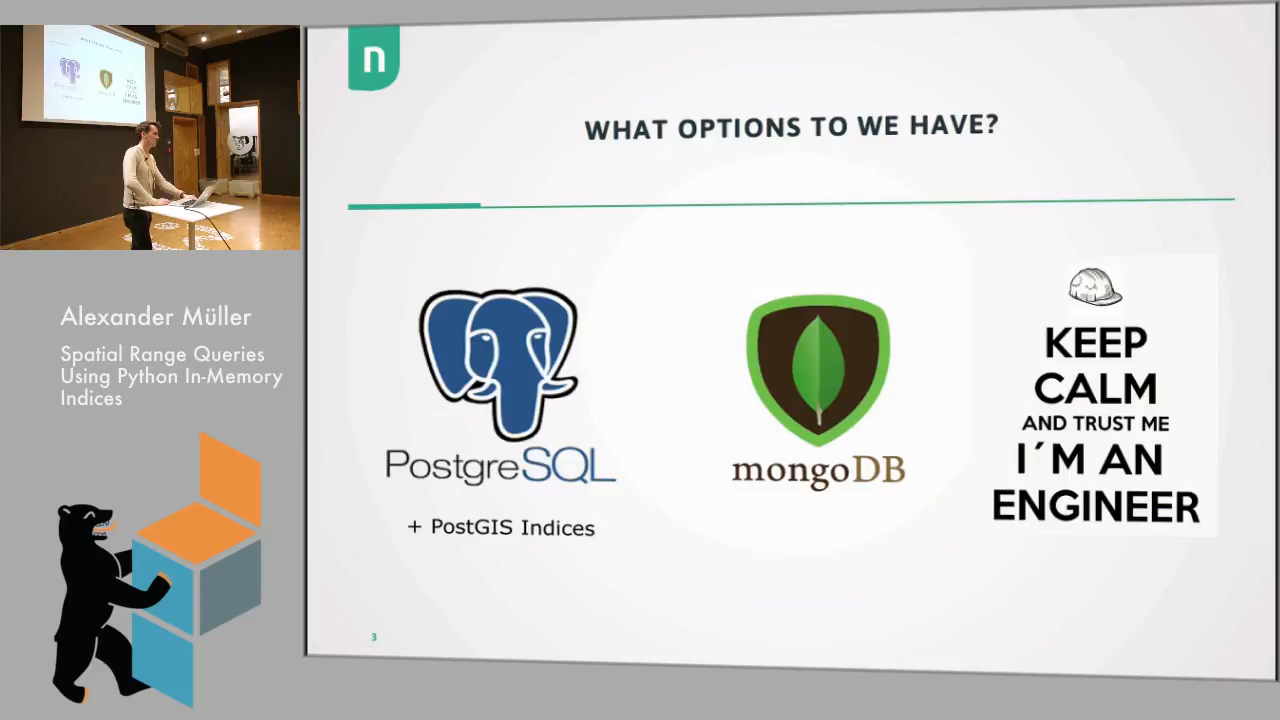 n
WHAT OPTIONS TO WE HAVE?
PostgreSQL
+ PostGIS Indices
mongoDB
KEEP
CALM
AND TRUST ME
I´M AN
ENGINEER
3
Alexander Müller
Spatial Range Queries
Using Python In-Memory
Indices